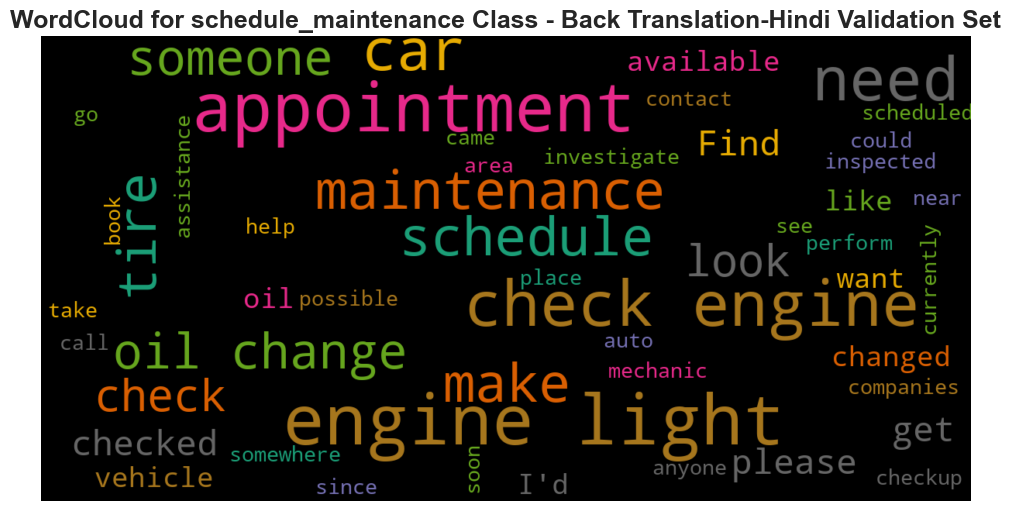 WordCloud for schedule_maintenance Class - Back Translation-Hindi Validation Set
someone
car
available
need
appointment
contact
go
scheduled
assistance
came
Find
could
area
investigate
inspected
tire
maintenance
like
near
book
help
schedule
see
look
perform
currently
place
want
oil
possible
check engine
take
call
oil change
auto
changed
mechanic
check
make
companies
engine light
checked
get
somewhere
soon
anyone
please
vehicle
since
I'd
checkup